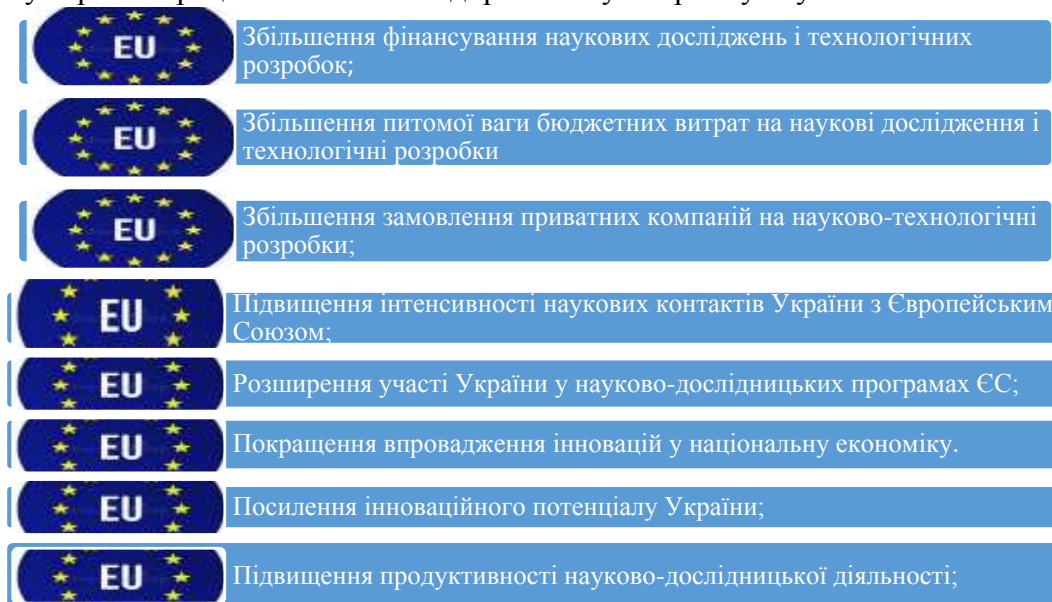 EU
Збільшення фінансування наукових досліджень і технологічних
розробок;
EU
Збільшення питомої ваги бюджетних витрат на наукові дослідження і
технологічні розробки
EU
Збільшення замовлення приватних компаній на науково-технологічні
розробки;
EU
Підвищення інтенсивності наукових контактів України з Європейським
Союзом;
EU
Розширення участі України у науково-дослідницьких програмах ЄС;
EU
Покращення впровадження інновацій у національну економіку.
EU
Посилення інноваційного потенціалу України;
EU
Підвищення продуктивності науково-дослідницької діяльності;